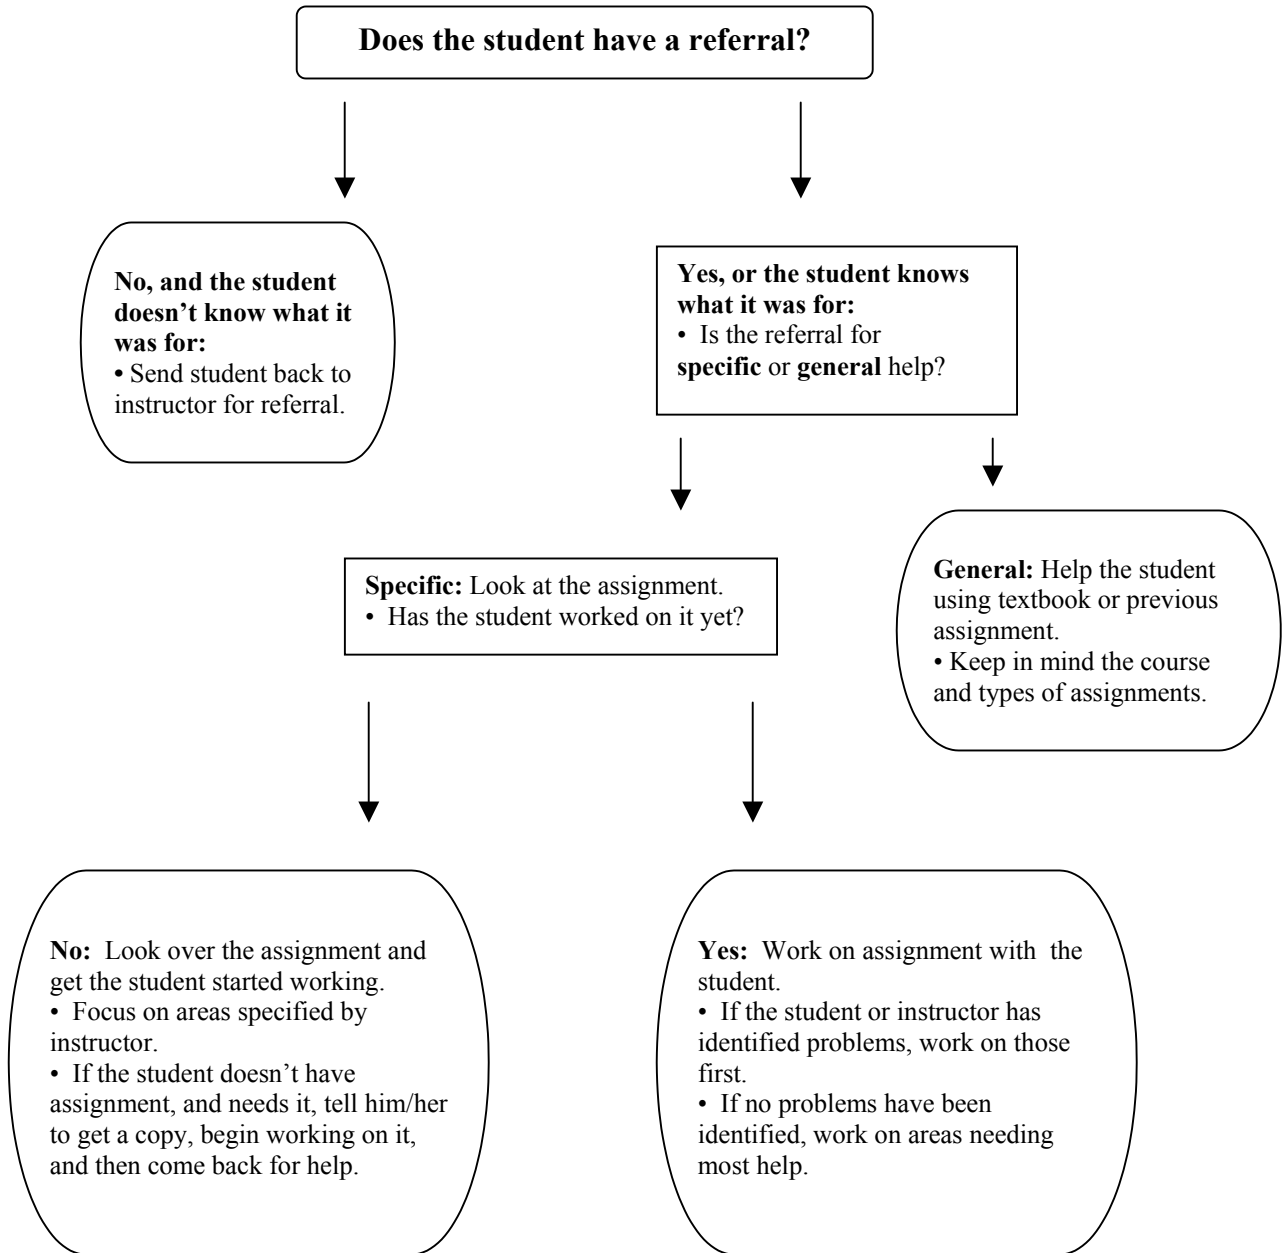 Does the student have a referral?
No, and the student
doesn’t know what it
was for:
• Send student back to
instructor for referral.
Yes, or the student knows
what it was for:
• Is the referral for
specific or general help?
Specific: Look at the assignment.
• Has the student worked on it yet?
General: Help the student
using textbook or previous
assignment.
• Keep in mind the course
and types of assignments.
No: Look over the assignment and
get the student started working.
• Focus on areas specified by
instructor.
• If the student doesn’t have
assignment, and needs it, tell him/her
to get a copy, begin working on it,
and then come back for help.
Yes: Work on assignment with the
student.
• If the student or instructor has
identified problems, work on those
first.
• If no problems have been
identified, work on areas needing
most help.